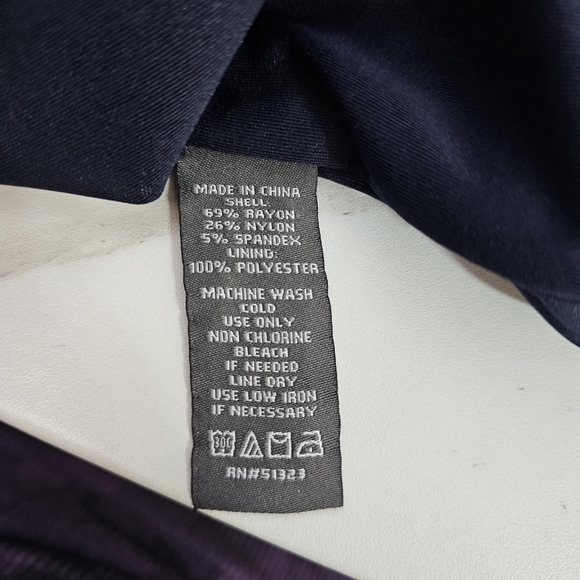 MADE IN CHINA
SHELL:
69% RAYON
26% NYLON
5% SPANDEX
LINING:
100% POLYESTER
MACHINE WASH
COLD
USE ONLY
NON CHLORINE
BLEACH
IF NEEDED
LINE DRY
USE LOW IRON
IF NECESSARY
30C
RN#51323